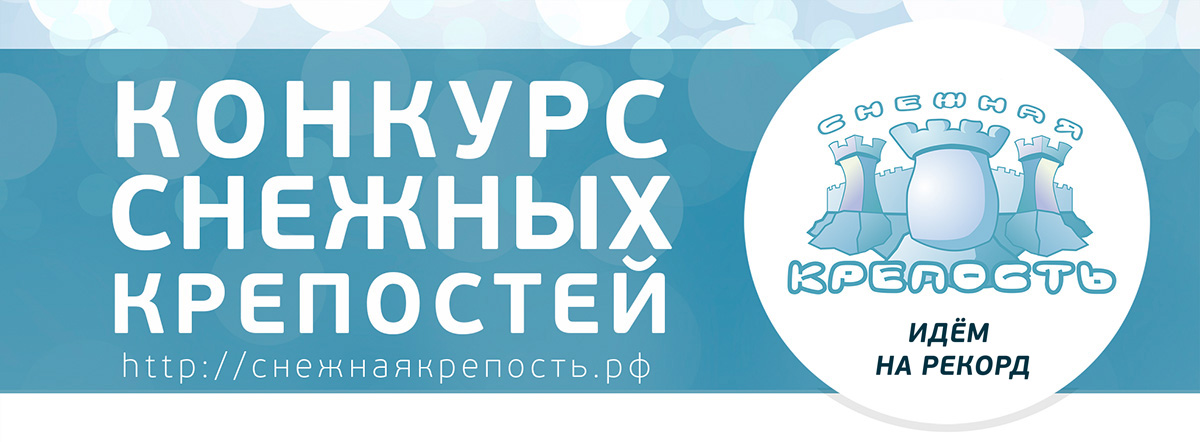 КОНКУРС
СНЕЖНЫХ
КРЕПОСТЕЙ
http://снежнаякрепость.рф
СНЕЖНАЯ
КРЕПОСТЬ
ИДЁМ
НА РЕКОРД